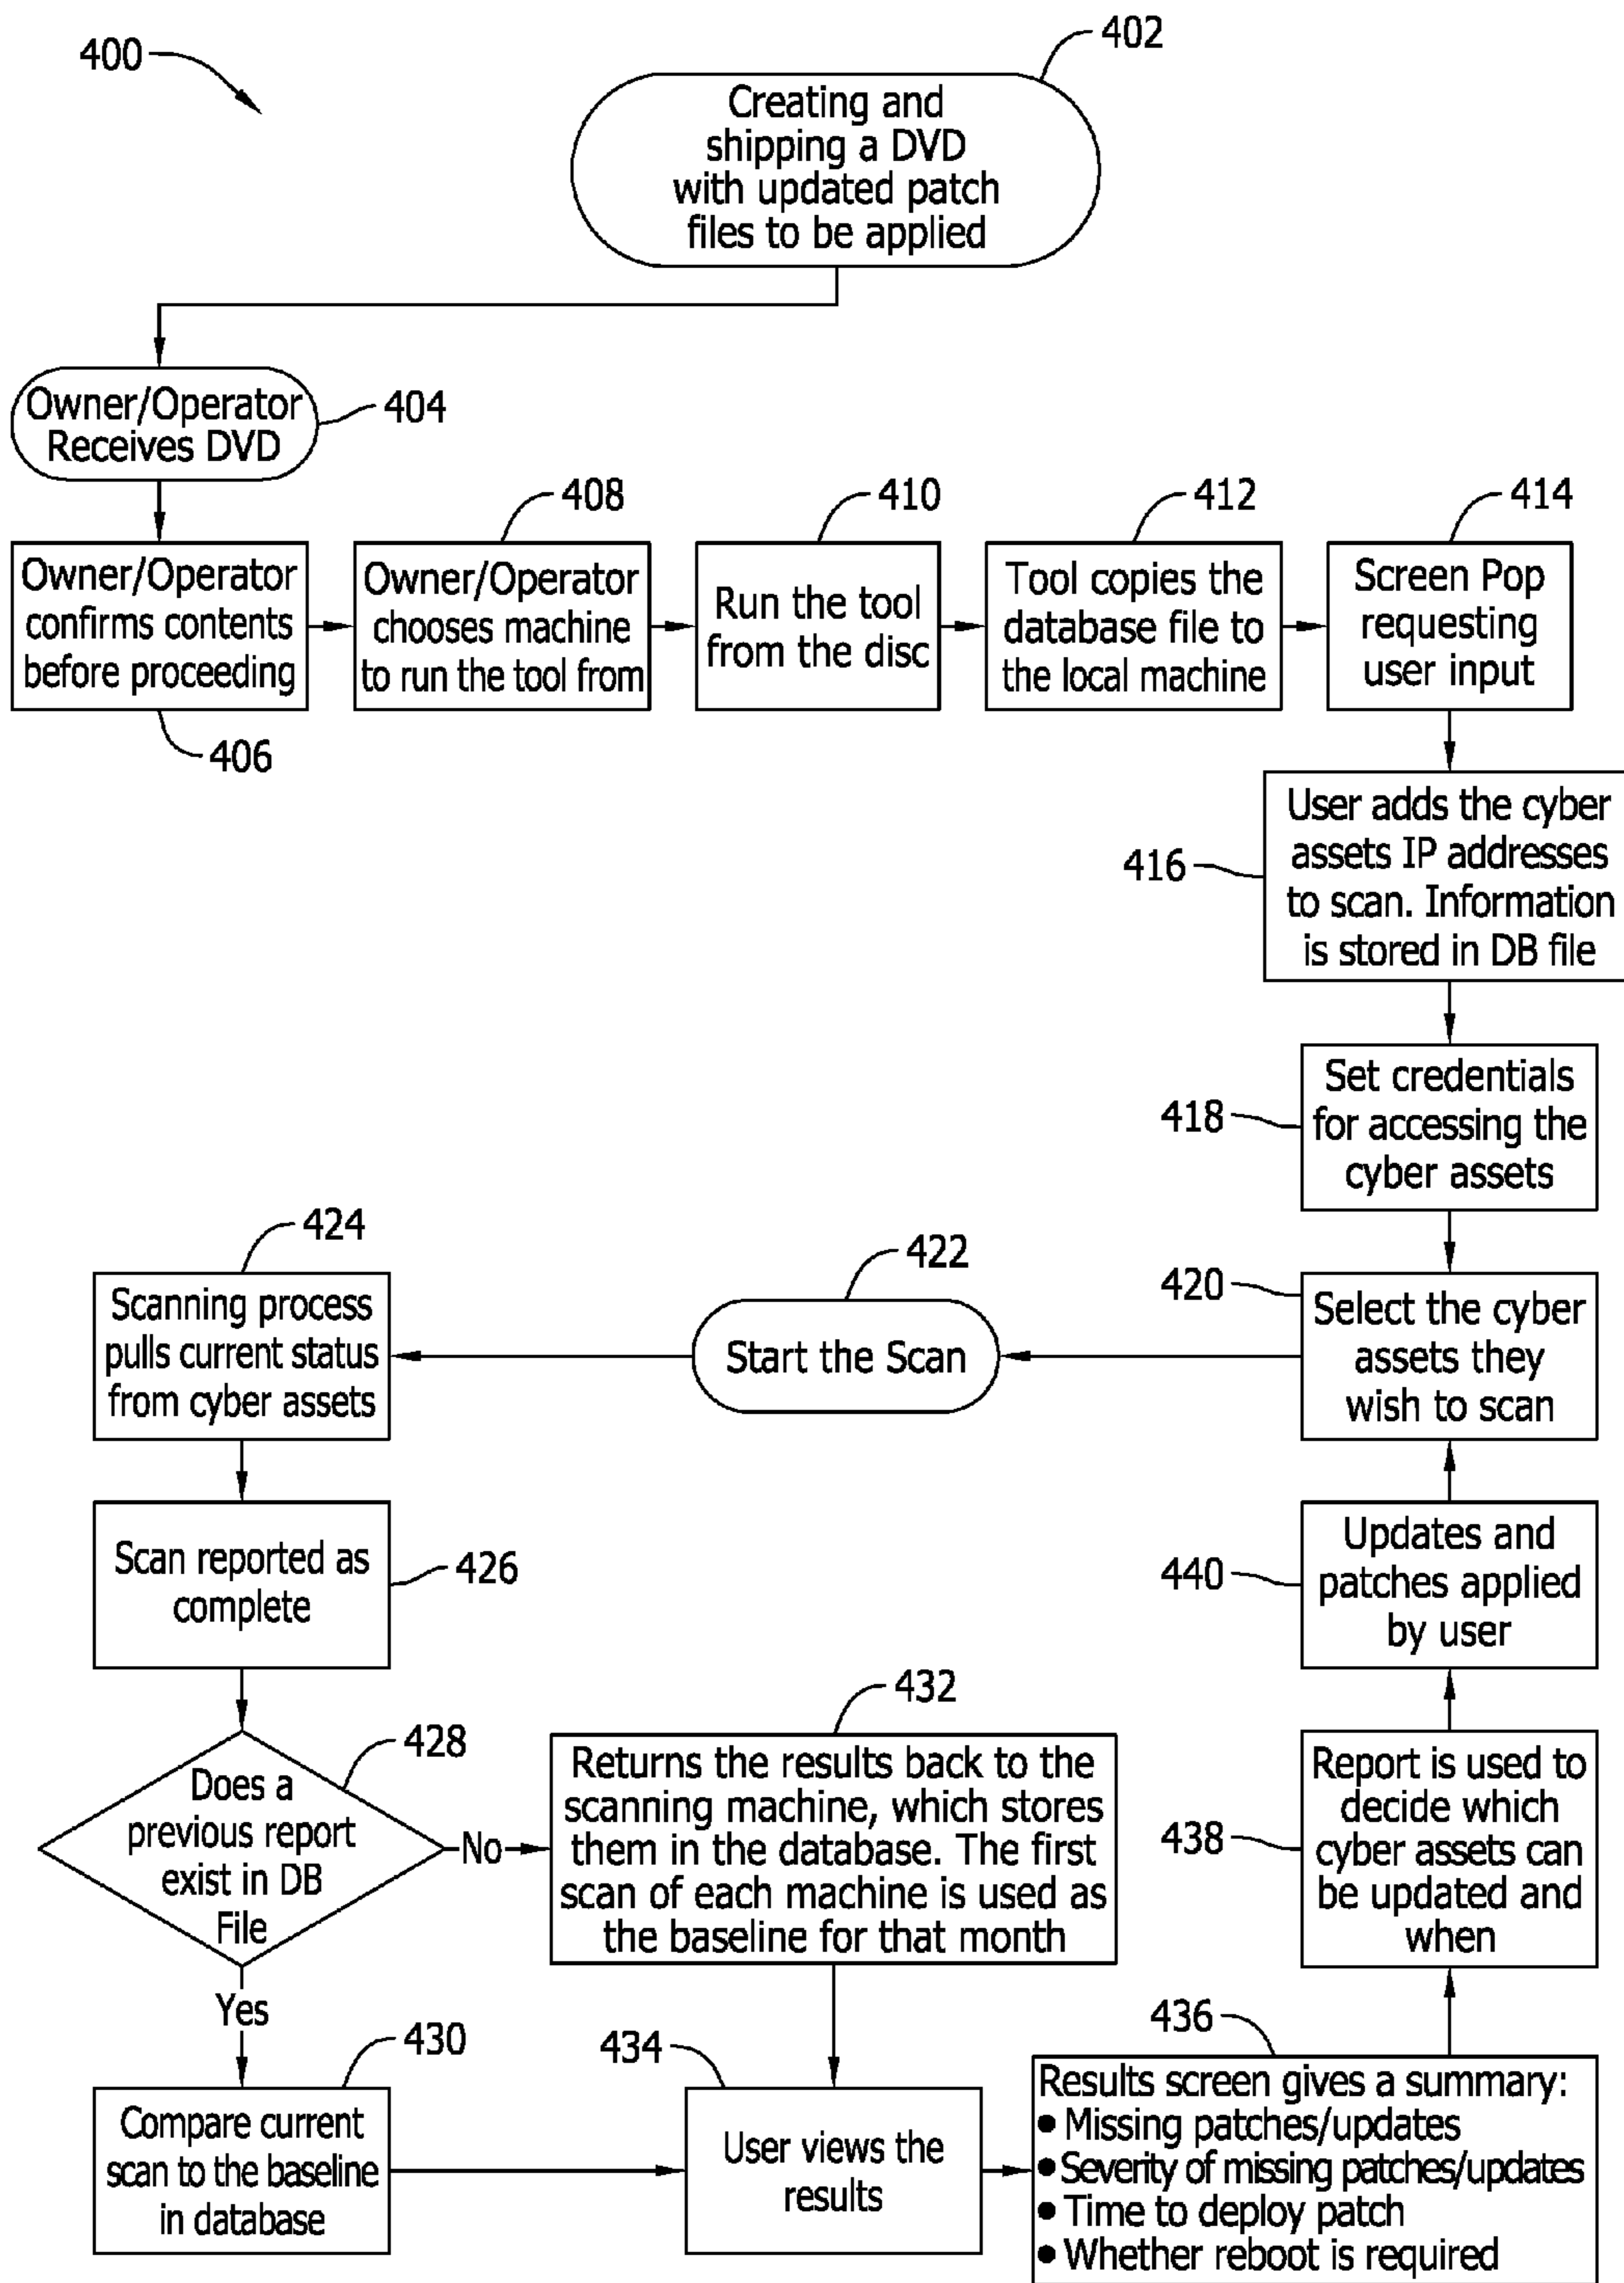 400
402
Creating and
shipping a DVD
with updated patch
files to be applied
Owner/Operator
Receives DVD
404
408
410
412
414
Owner/Operator
confirms contents
before proceeding
406
Owner/Operator
chooses machine
to run the tool from
Run the tool
from the disc
Tool copies the
database file to
the local machine
Screen Pop
requesting
user input
416
User adds the cyber
assets IP addresses
to scan. Information
is stored in DB file
418
Set credentials
for accessing the
cyber assets
420
Select the cyber
assets they
wish to scan
422
Start the Scan
424
Scanning process
pulls current status
from cyber assets
Scan reported as
complete
426
428
Does a
previous report
exist in DB
File
No
Yes
432
Returns the results back to the
scanning machine, which stores
them in the database. The first
scan of each machine is used as
the baseline for that month
430
Compare current
scan to the baseline
in database
434
User views the
results
436
Results screen gives a summary:
● Missing patches/updates
● Severity of missing patches/updates
● Time to deploy patch
● Whether reboot is required
438
Report is used to
decide which
cyber assets can
be updated and
when
440
Updates and
patches applied
by user